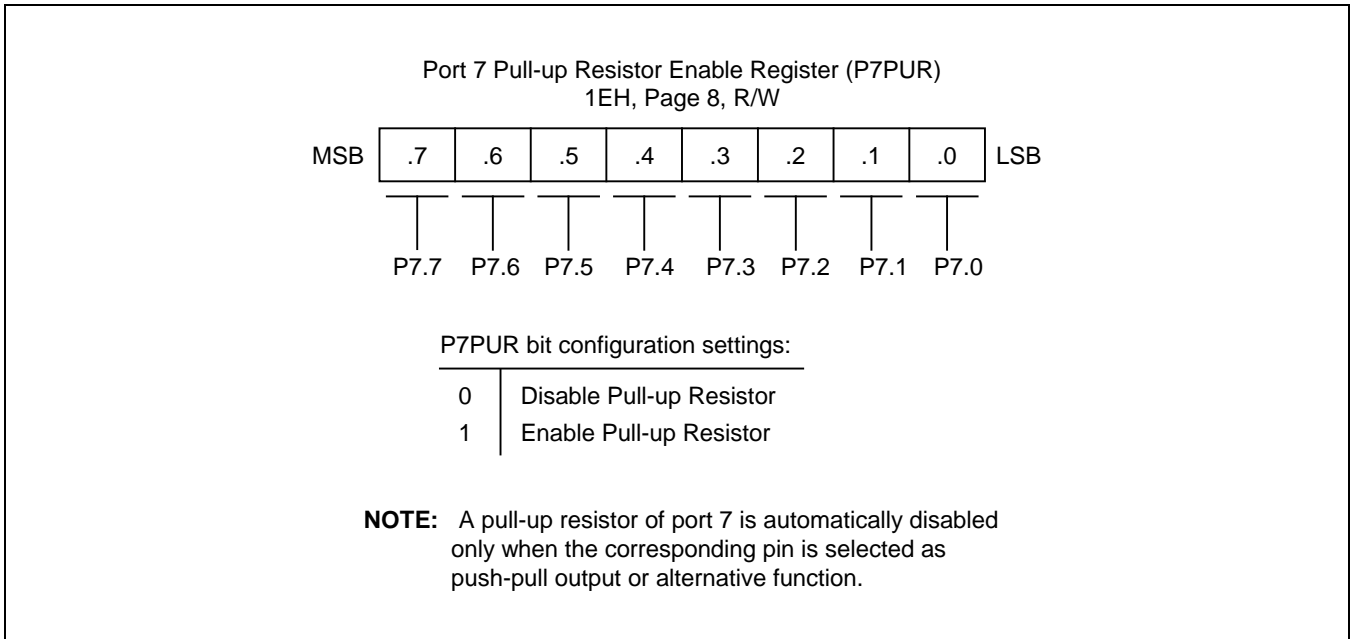 Port 7 Pull-up Resistor Enable Register (P7PUR)
1EH, Page 8, R/W
MSB .7 .6 .5 .4 .3 .2 .1 .0 LSB
P7.7 P7.6 P7.5 P7.4 P7.3 P7.2 P7.1 P7.0
P7PUR bit configuration settings:
0 Disable Pull-up Resistor
1 Enable Pull-up Resistor
NOTE: A pull-up resistor of port 7 is automatically disabled
only when the corresponding pin is selected as
push-pull output or alternative function.